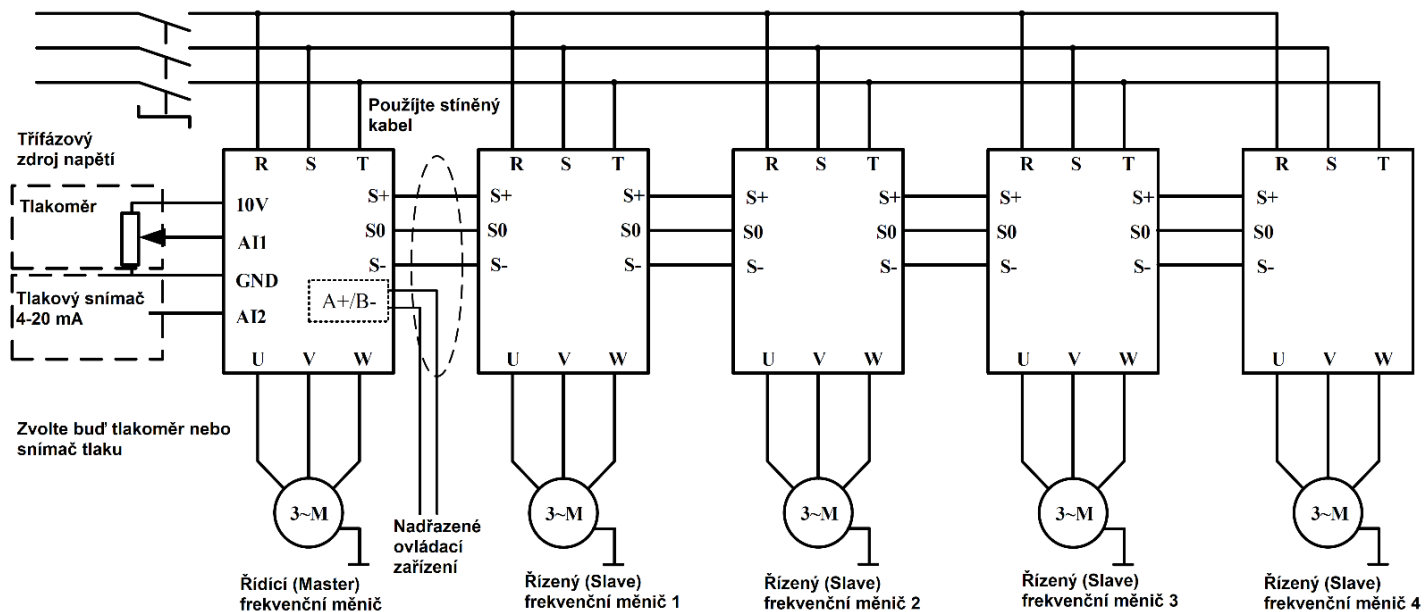 Použíjte stíněný
kabel
Třífázový
zdroj napětí
R S T
R S T
R S T
R S T
R S T
Tlakoměr
10V
AI1
GND
Tlakový snímač
4-20 mA
AI2
S+
S0
S-
A+/B-
S+ S+
S0 S0
S- S-
S+ S+
S0 S0
S- S-
S+ S+
S0 S0
S- S-
S+
S0
S-
U V W
U V W
U V W
U V W
U V W
Zvolte buď tlakoměr nebo
snímač tlaku
3~M
3~M
3~M
3~M
3~M
Nadřazené
ovládací
zařízení
Řídící (Master)
frekvenční měnič
Řízený (Slave)
frekvenční měnič 1
Řízený (Slave)
frekvenční měnič 2
Řízený (Slave)
frekvenční měnič 3
Řízený (Slave)
frekvenční měnič 4